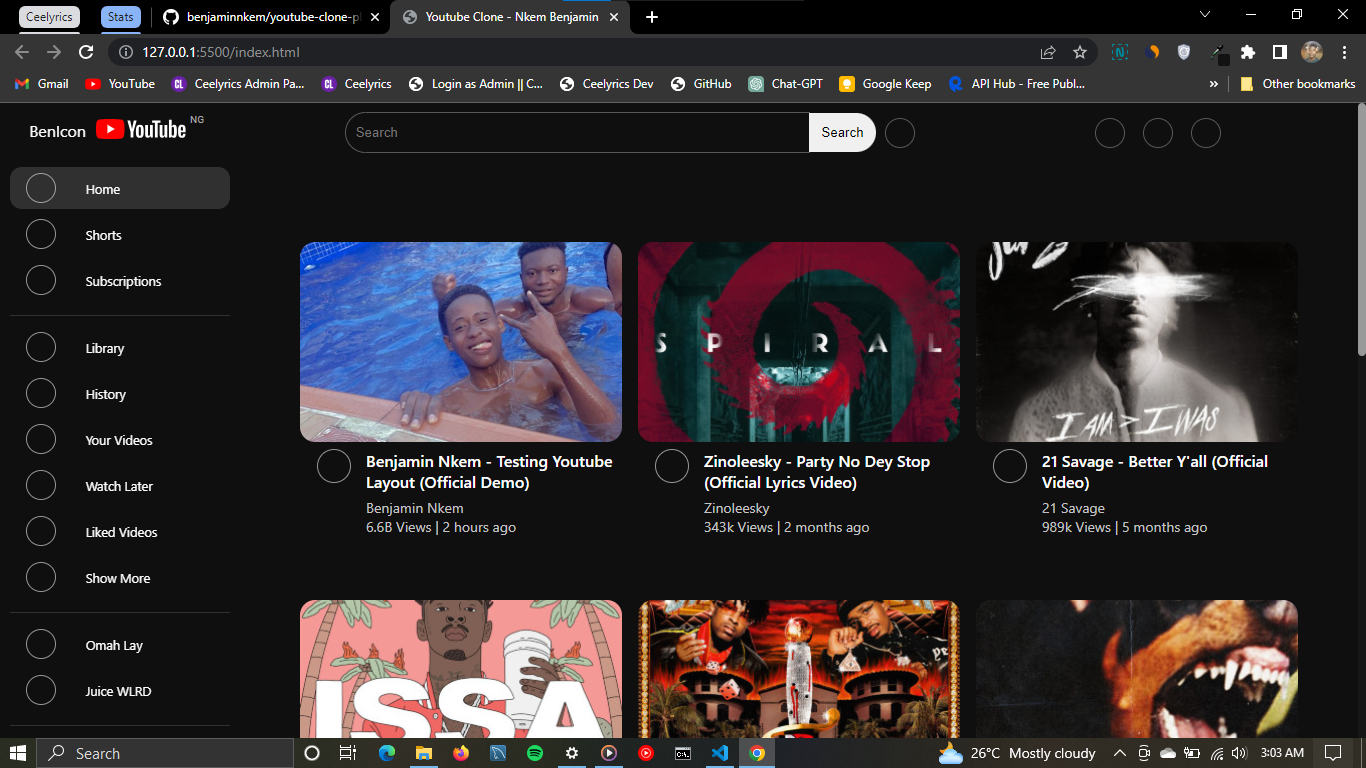 Ceelyrics
Stats
benjaminnkem/youtube-clone-p
Youtube Clone - Nkem Benjamin
127.0.0.1:5500/index.html
Gmail
YouTube
Ceelyrics Admin Pa...
Ceelyrics
Login as Admin || C...
Ceelyrics Dev
GitHub
Chat-GPT
Google Keep
API Hub - Free Publ...
»
Other bookmarks
BenIcon
YouTube NG
Search
Search
Home
Shorts
Subscriptions
Library
History
Your Videos
Watch Later
Liked Videos
Show More
Omah Lay
Juice WLRD
SPIRAL
I AM > I WAS
Benjamin Nkem - Testing Youtube
Layout (Official Demo)
Benjamin Nkem
6.6B Views | 2 hours ago
Zinoleesky - Party No Dey Stop
(Official Lyrics Video)
Zinoleesky
343k Views | 2 months ago
21 Savage - Better Y'all (Official
Video)
21 Savage
989k Views | 5 months ago
ISSA
Search
26°C Mostly cloudy
3:03 AM